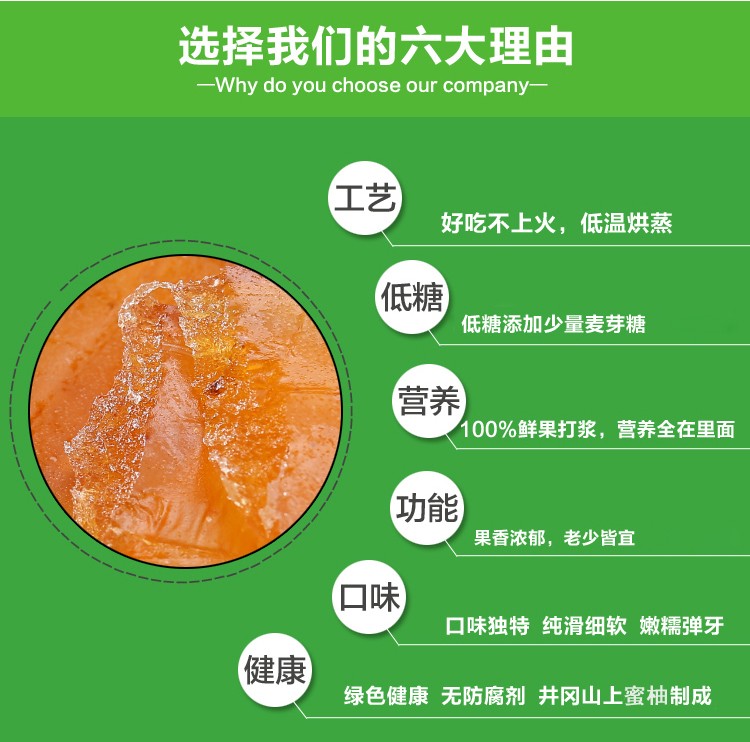 选择我们的六大理由
—Why do you choose our company—
工艺
好吃不上火，低温烘蒸
低糖
低糖添加少量麦芽糖
营养
100%鲜果打浆，营养全在里面
功能
果香浓郁，老少皆宜
口味
口味独特 纯滑细软 嫩糯弹牙
健康
绿色健康 无防腐剂 井冈山上蜜柚制成